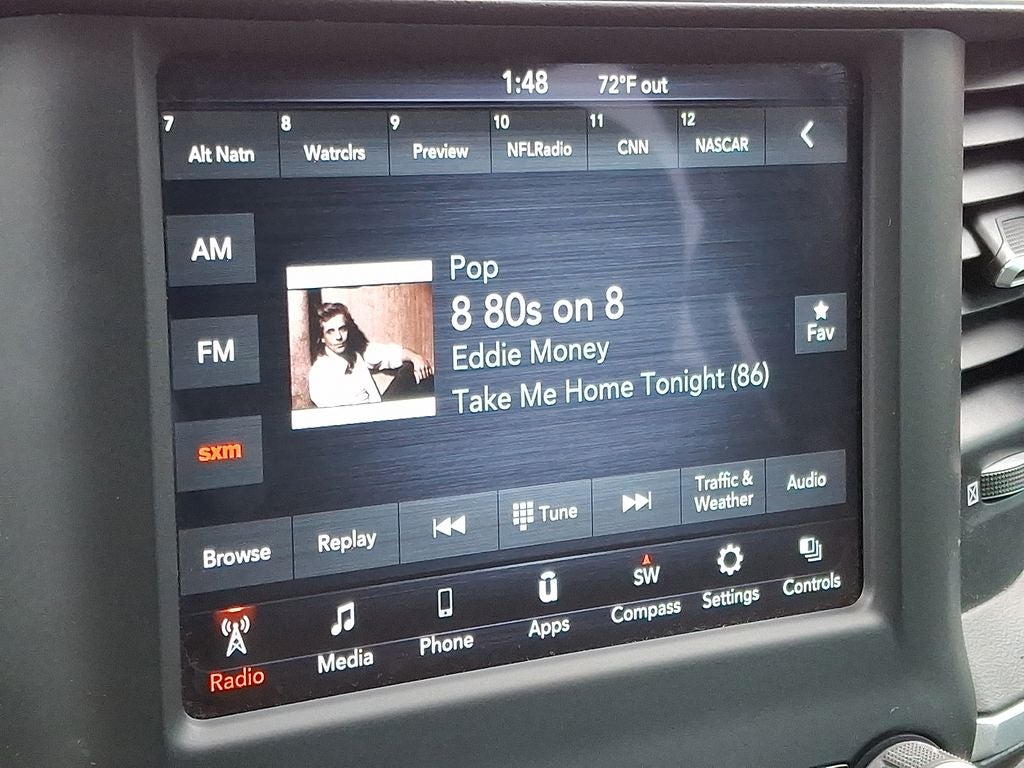 1:48 72°F out
7 Alt Natn 8 Watrclrs 9 Preview 10 NFLRadio 11 CNN 12 NASCAR
AM
FM
sxm
Pop
8 80s on 8
Eddie Money
Take Me Home Tonight (86)
Fav
Browse Replay Tune Traffic &
Weather Audio
Radio Media Phone Apps SW
Compass Settings Controls